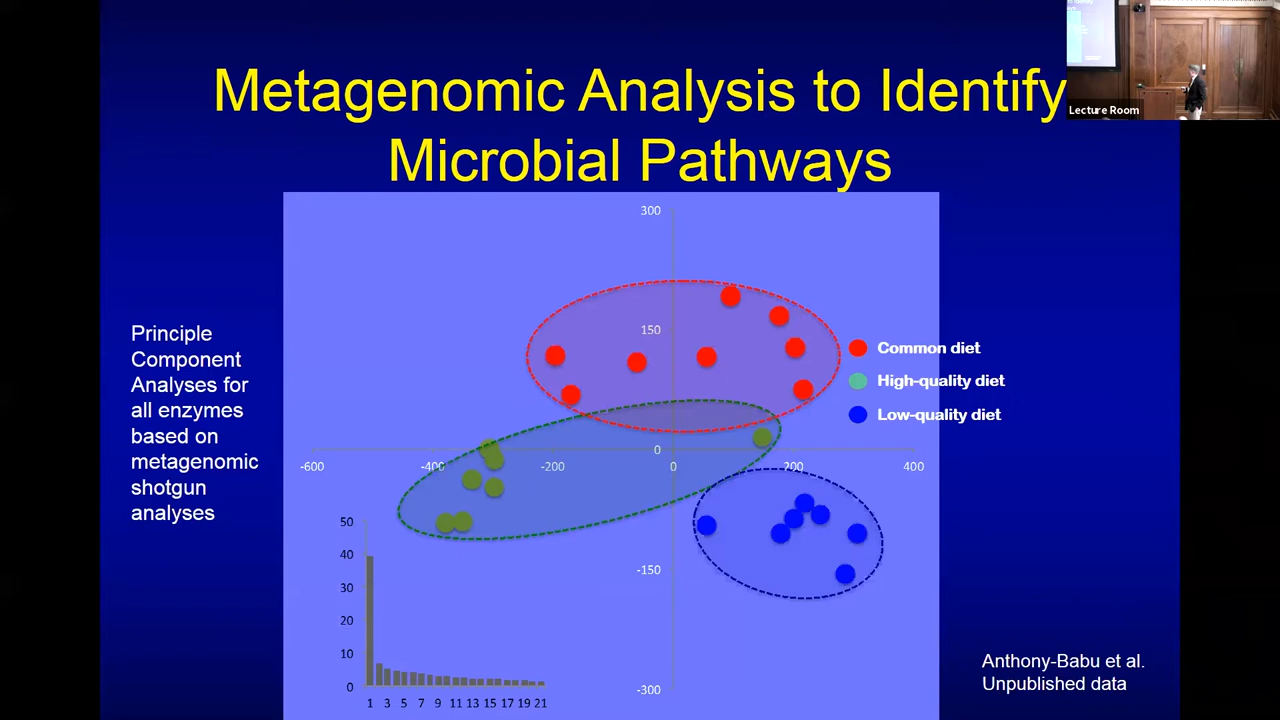 Metagenomic Analysis to Identify
Microbial Pathways
Lecture Room
Principle
Component
Analyses for
all enzymes
based on
metagenomic
shotgun
analyses
300
150
0
-150
-300
-600
-400
-200
0
200
400
Common diet
High-quality diet
Low-quality diet
50
40
30
20
10
0
1 3 5 7 9 11 13 15 17 19 21
Anthony-Babu et al.
Unpublished data